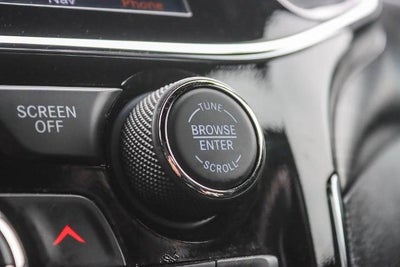 Nav Phone
SCREEN
OFF
TUNE
BROWSE
ENTER
SCROLL